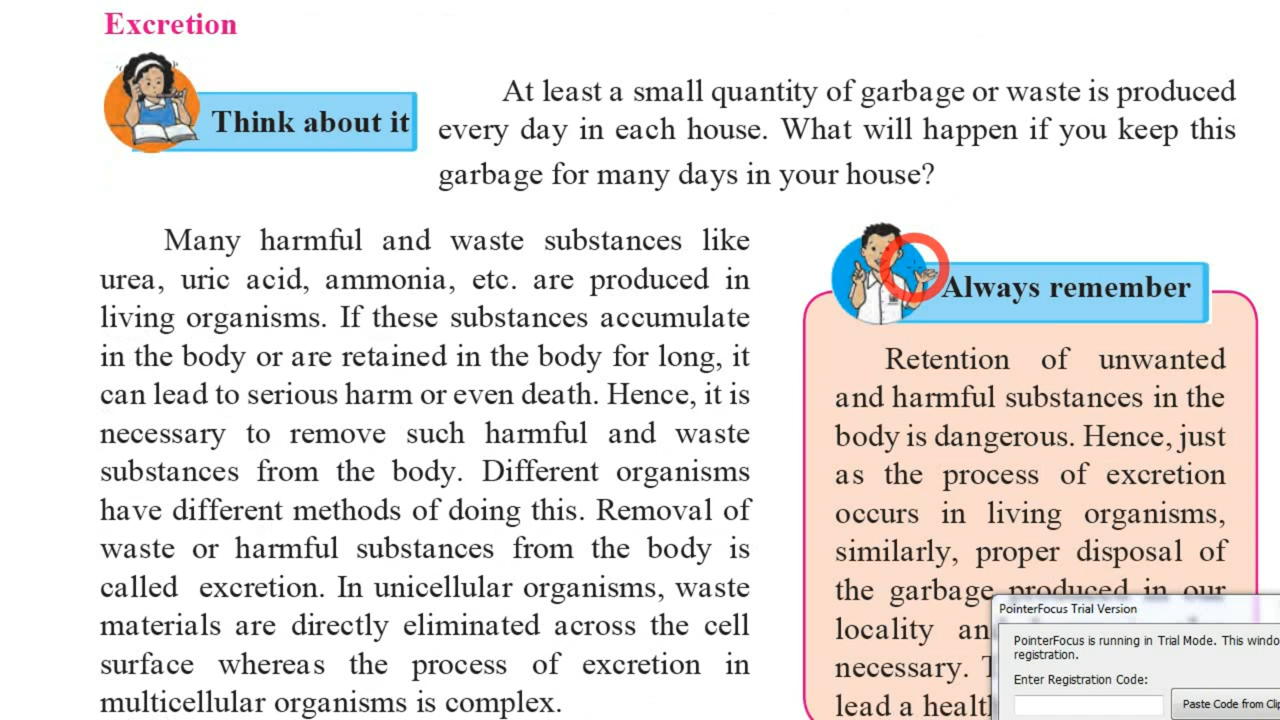 Excretion
Think about it
At least a small quantity of garbage or waste is produced
every day in each house. What will happen if you keep this
garbage for many days in your house?
Many harmful and waste substances like
urea, uric acid, ammonia, etc. are produced in
living organisms. If these substances accumulate
in the body or are retained in the body for long, it
can lead to serious harm or even death. Hence, it is
necessary to remove such harmful and waste
substances from the body. Different organisms
have different methods of doing this. Removal of
waste or harmful substances from the body is
called excretion. In unicellular organisms, waste
materials are directly eliminated across the cell
surface whereas the process of excretion in
multicellular organisms is complex.
Always remember
Retention of unwanted
and harmful substances in the
body is dangerous. Hence, just
as the process of excretion
occurs in living organisms,
similarly, proper disposal of
the garbage produced in our
locality
necessary.
lead a
PointerFocus Trial Version
PointerFocus is running in Trial Mode. This
registration.
Enter Registration Code:
Paste Code from